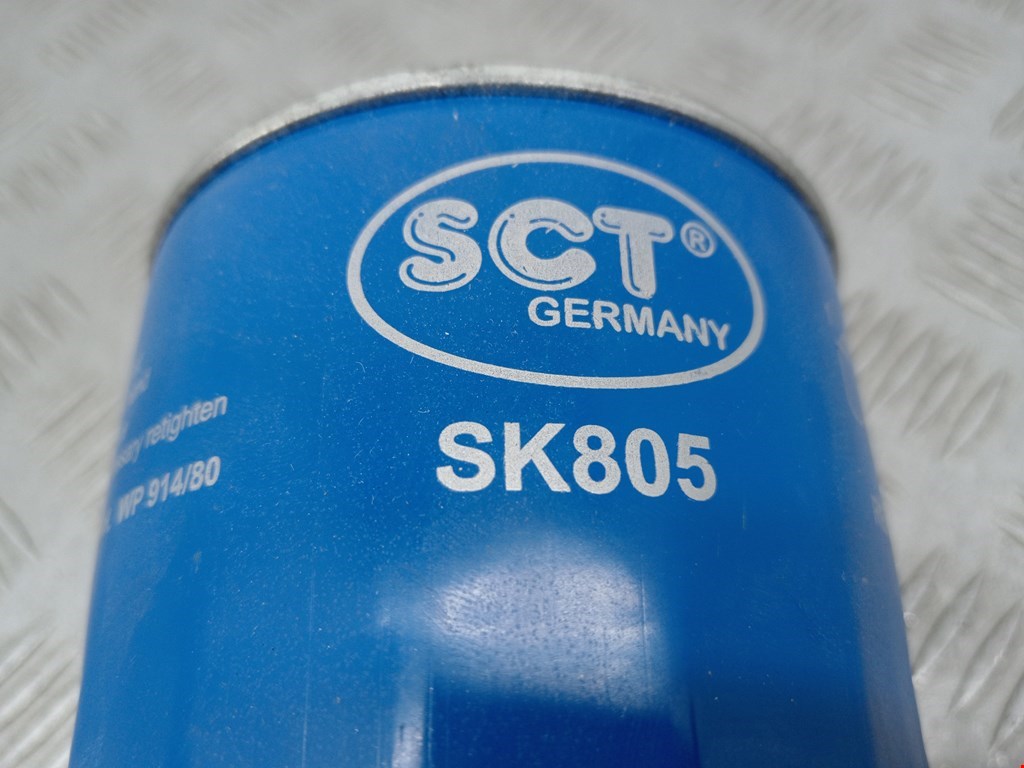 SCT®
GERMANY
SK805
retighten
WP 914/80